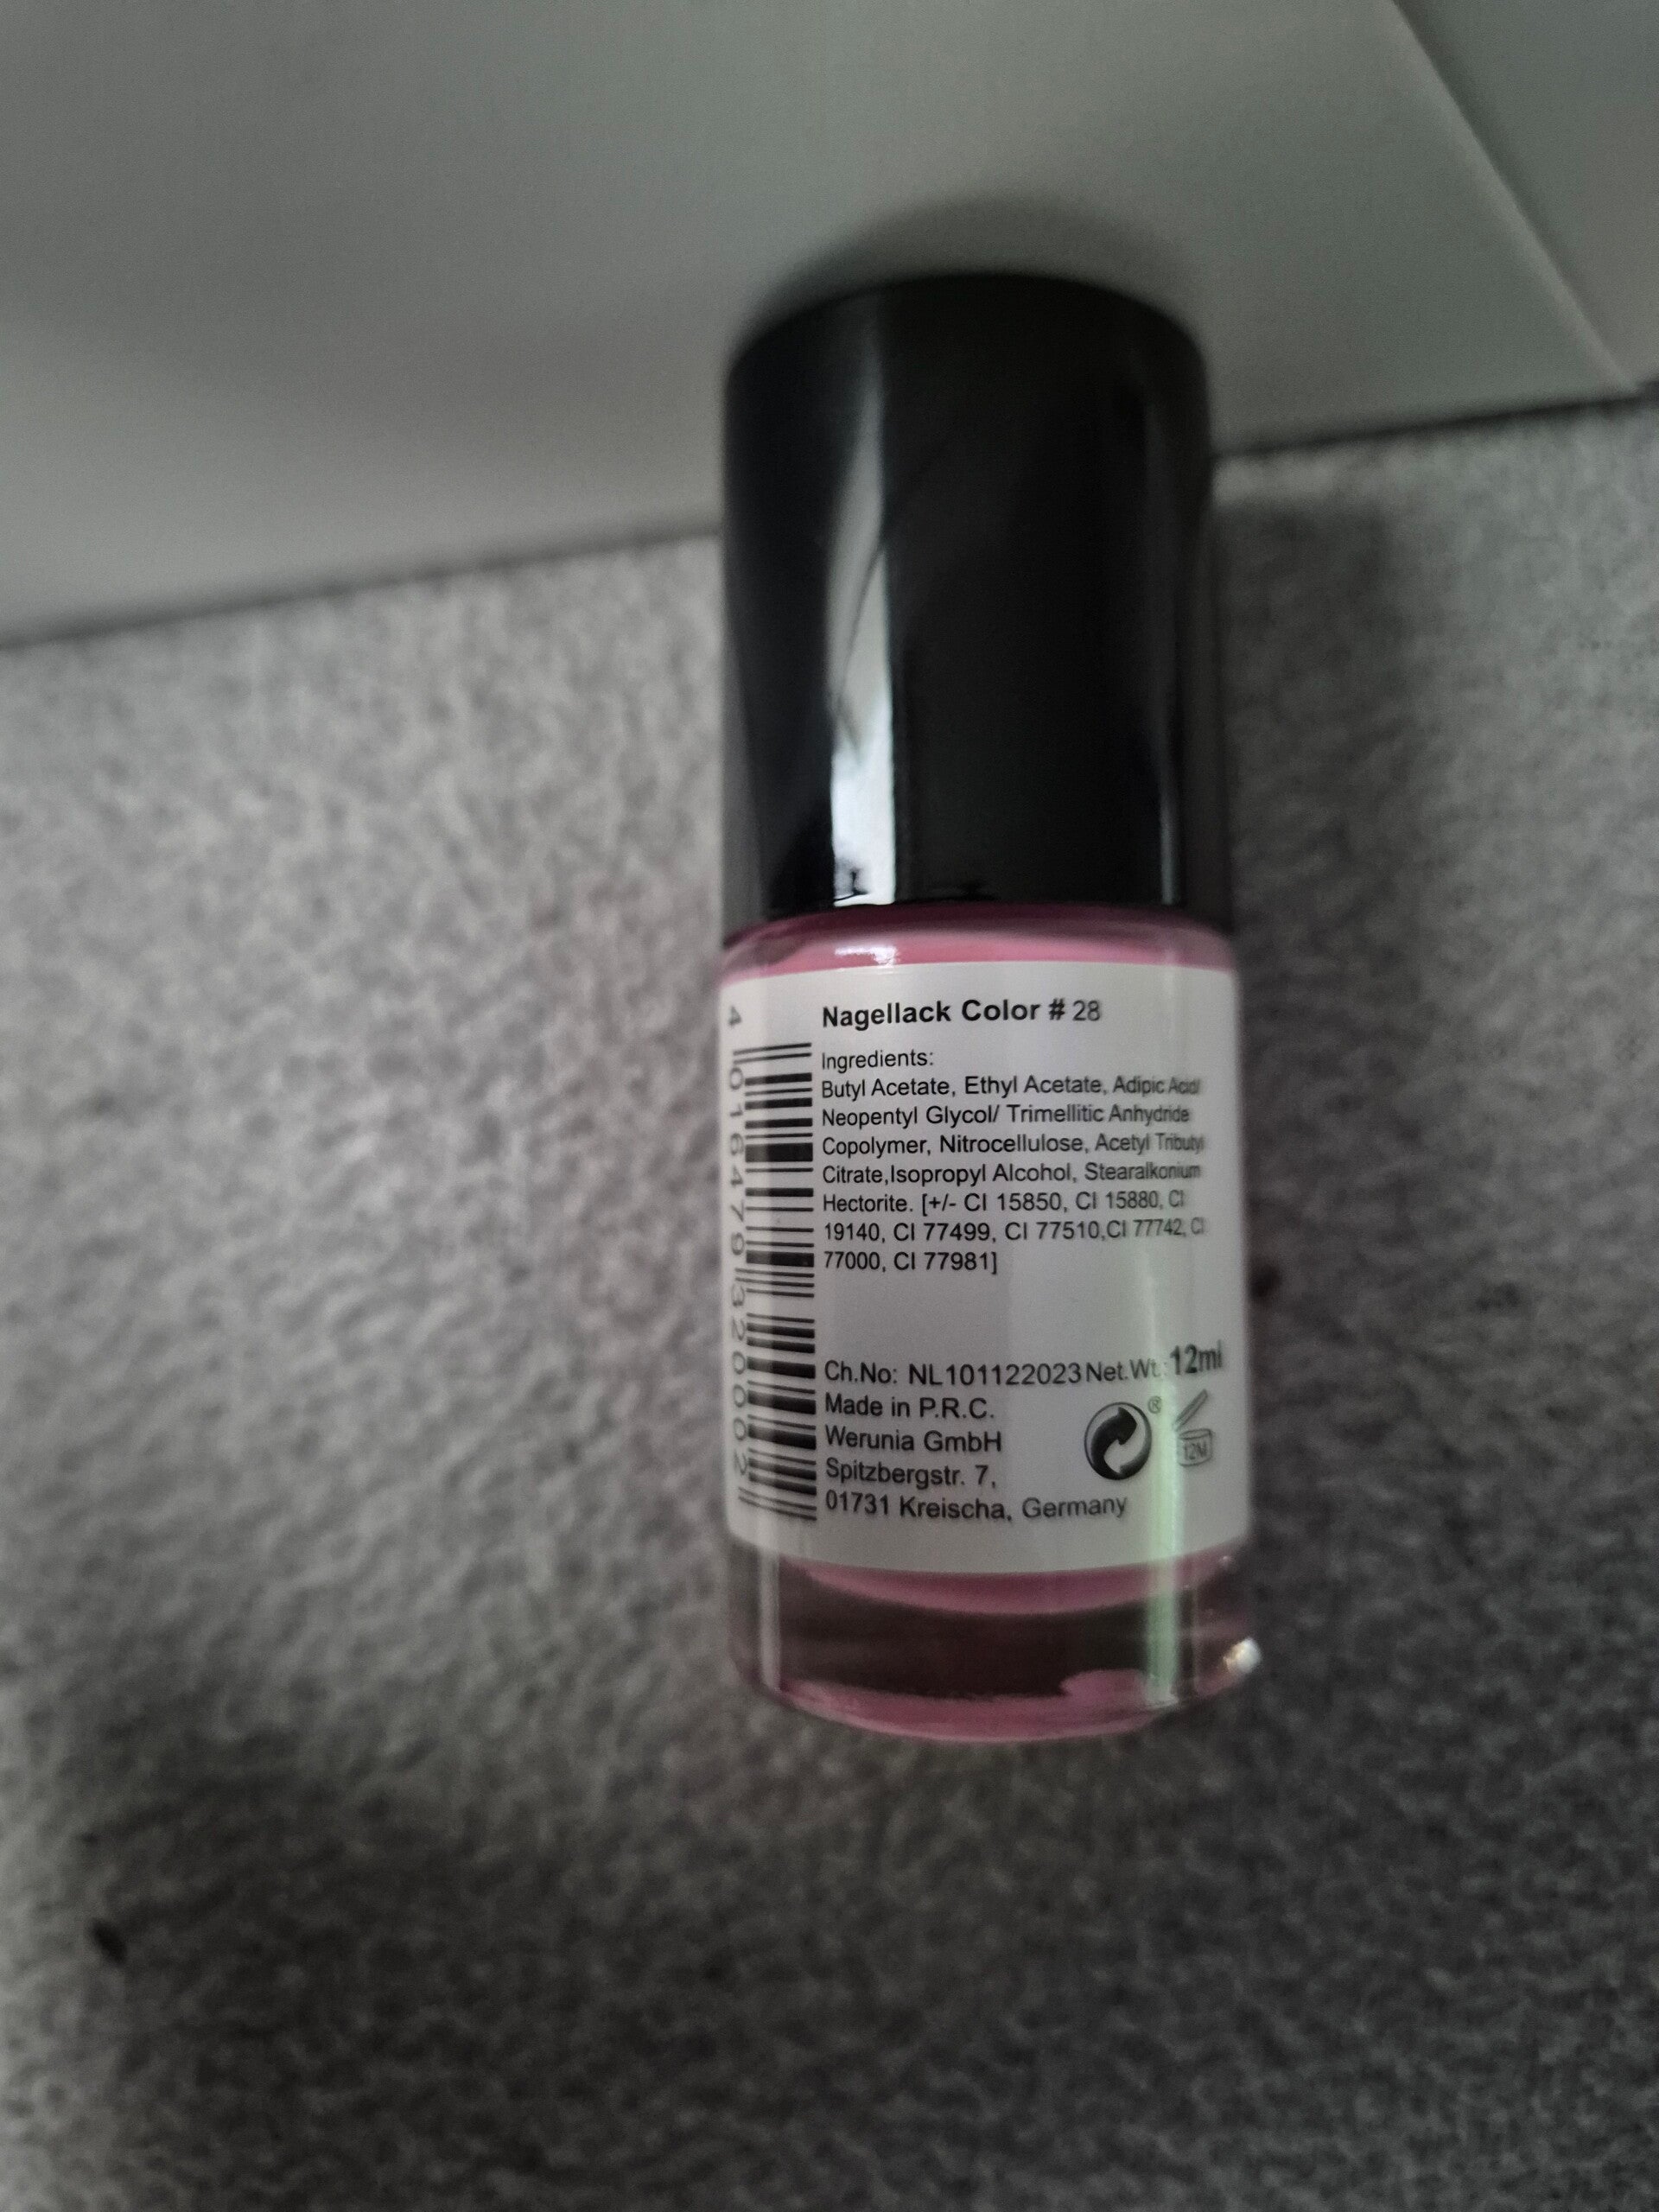 Nagellack Color # 28
Ingredients:
Butyl Acetate, Ethyl Acetate, Adipic Acid/
Neopentyl Glycol/ Trimellitic Anhydride
Copolymer, Nitrocellulose, Acetyl Tributyl
Citrate,Isopropyl Alcohol, Stearalkonium
Hectorite. [+/- CI 15850, CI 15880, CI
19140, CI 77499, CI 77510,CI 77742, CI
77000, CI 77981]
Ch.No: NL101122023 Net.Wt.: 12ml
Made in P.R.C.
Werunia GmbH
Spitzbergstr. 7,
01731 Kreischa, Germany
®
12M
4 016479 320002